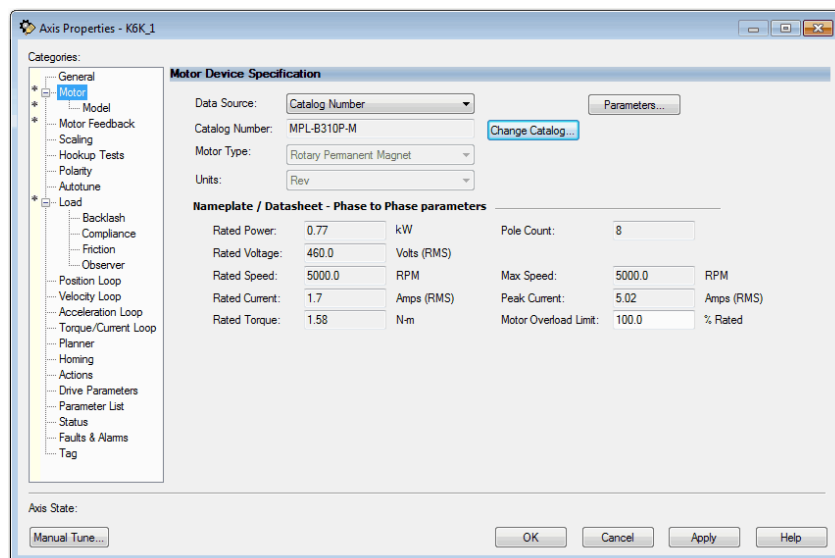 Axis Properties - K6K_1
Categories:
General
* Motor
* Model
* Motor Feedback
Scaling
Hookup Tests
Polarity
Autotune
* Load
Backlash
Compliance
Friction
Observer
Position Loop
Velocity Loop
Acceleration Loop
Torque/Current Loop
Planner
Homing
Actions
Drive Parameters
Parameter List
Status
Faults & Alarms
Tag
Motor Device Specification
Data Source: Catalog Number Parameters...
Catalog Number: MPL-B310P-M Change Catalog...
Motor Type: Rotary Permanent Magnet
Units: Rev
Nameplate / Datasheet - Phase to Phase parameters
Rated Power: 0.77 kW Pole Count: 8
Rated Voltage: 460.0 Volts (RMS)
Rated Speed: 5000.0 RPM Max Speed: 5000.0 RPM
Rated Current: 1.7 Amps (RMS) Peak Current: 5.02 Amps (RMS)
Rated Torque: 1.58 N-m Motor Overload Limit: 100.0 % Rated
Axis State:
Manual Tune... OK Cancel Apply Help